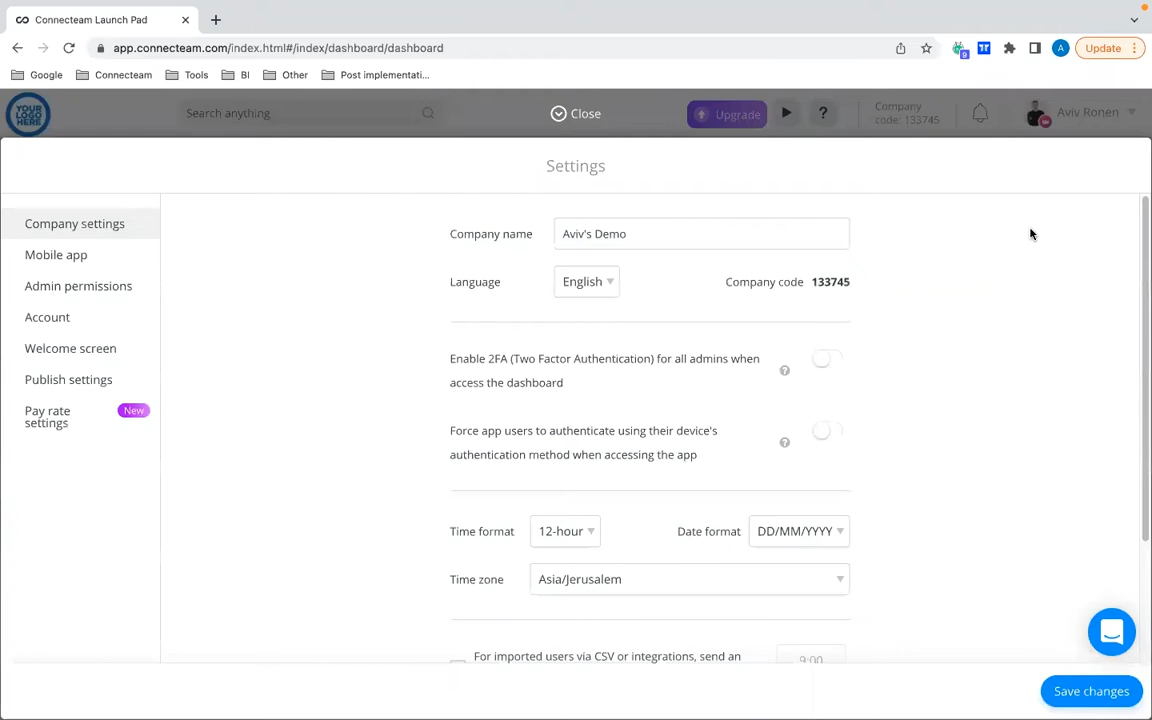 Connecteam Launch Pad
app.connecteam.com/index.html#/index/dashboard/dashboard
9
A
Update
Google
Connecteam
Tools
BI
Other
Post implementati...
YOUR
LOGO
HERE
Search anything
Close
Upgrade
?
Company
code: 133745
Aviv Ronen
Settings
Company settings
Mobile app
Admin permissions
Account
Welcome screen
Publish settings
Pay rate
settings
New
Company name
Aviv's Demo
Language
English
Company code 133745
Enable 2FA (Two Factor Authentication) for all admins when
access the dashboard
?
Force app users to authenticate using their device's
authentication method when accessing the app
?
Time format
12-hour
Date format
DD/MM/YYYY
Time zone
Asia/Jerusalem
For imported users via CSV or integrations, send an
9:00
Save changes